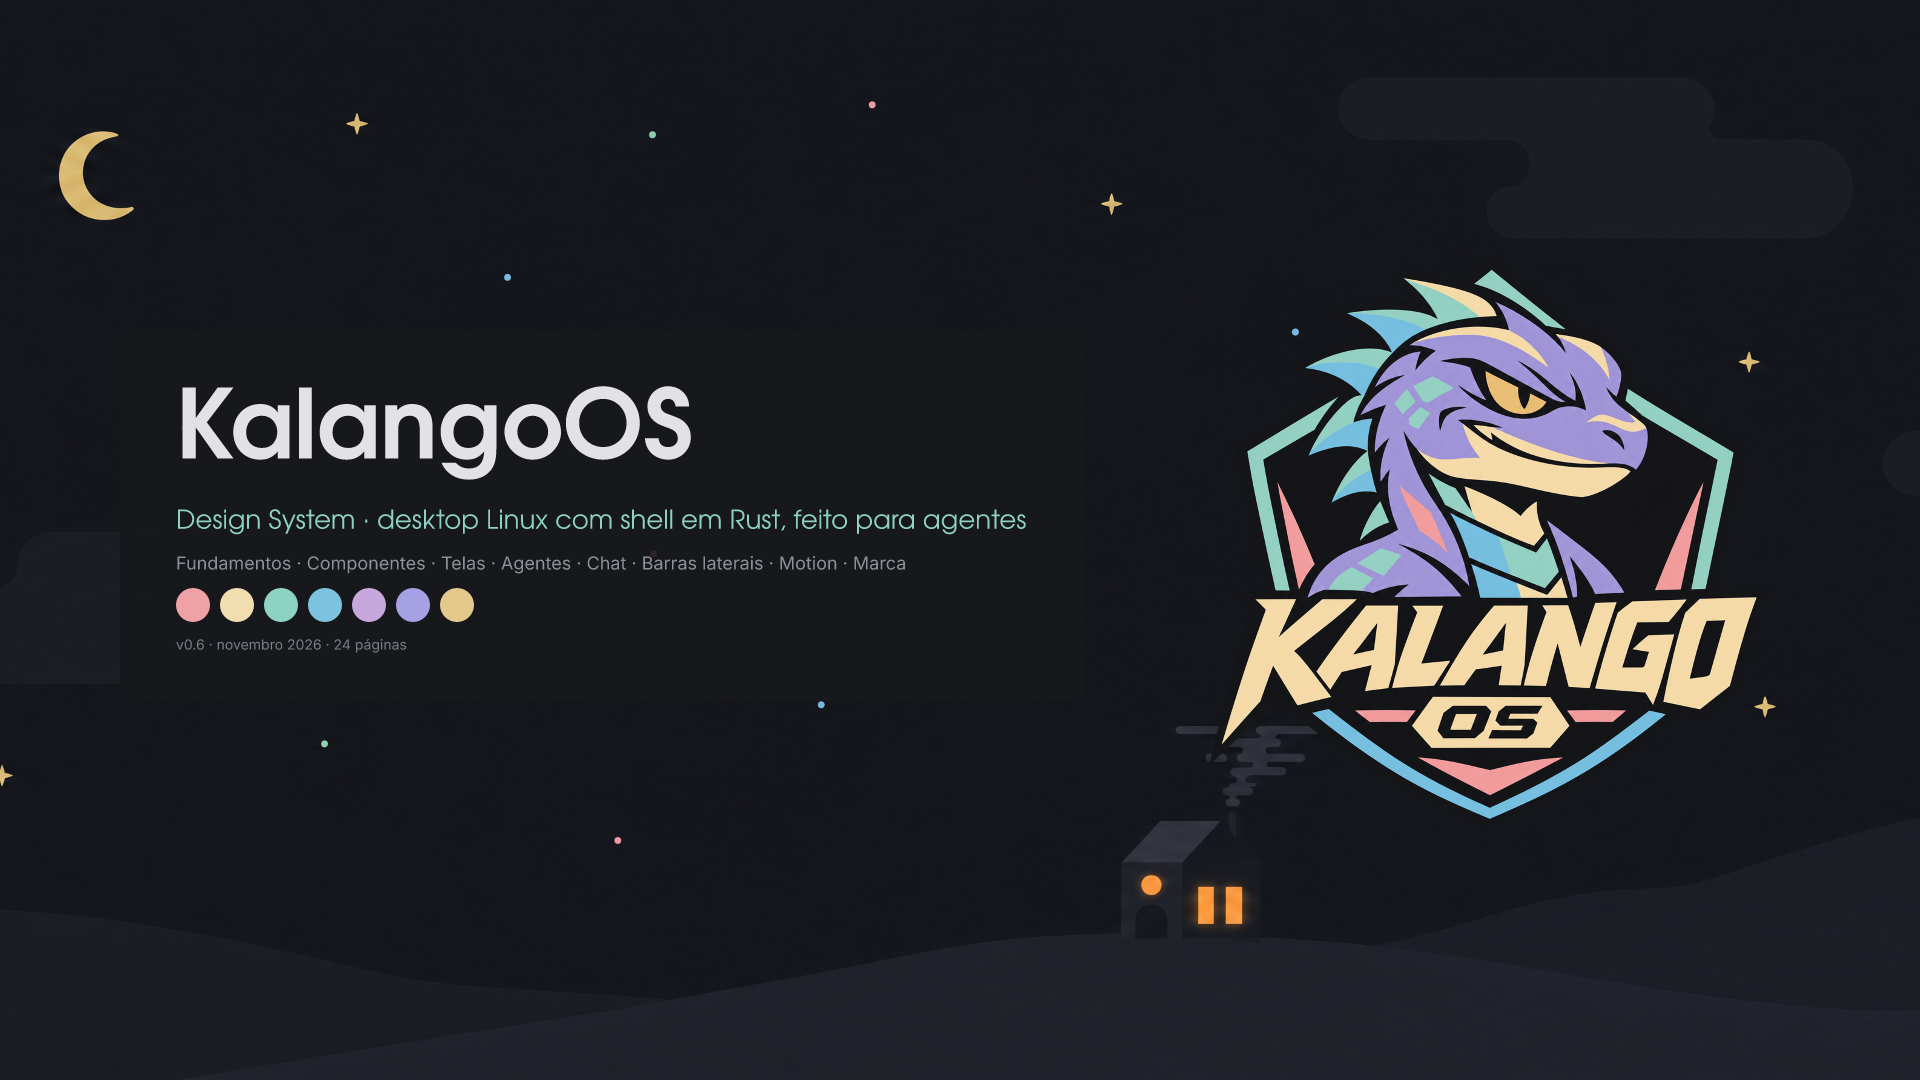 KalangoOS
Design System · desktop Linux com shell em Rust, feito para agentes
Fundamentos · Componentes · Telas · Agentes · Chat · Barras laterais · Motion · Marca
v0.6 · novembro 2026 · 24 páginas
KALANGO
OS